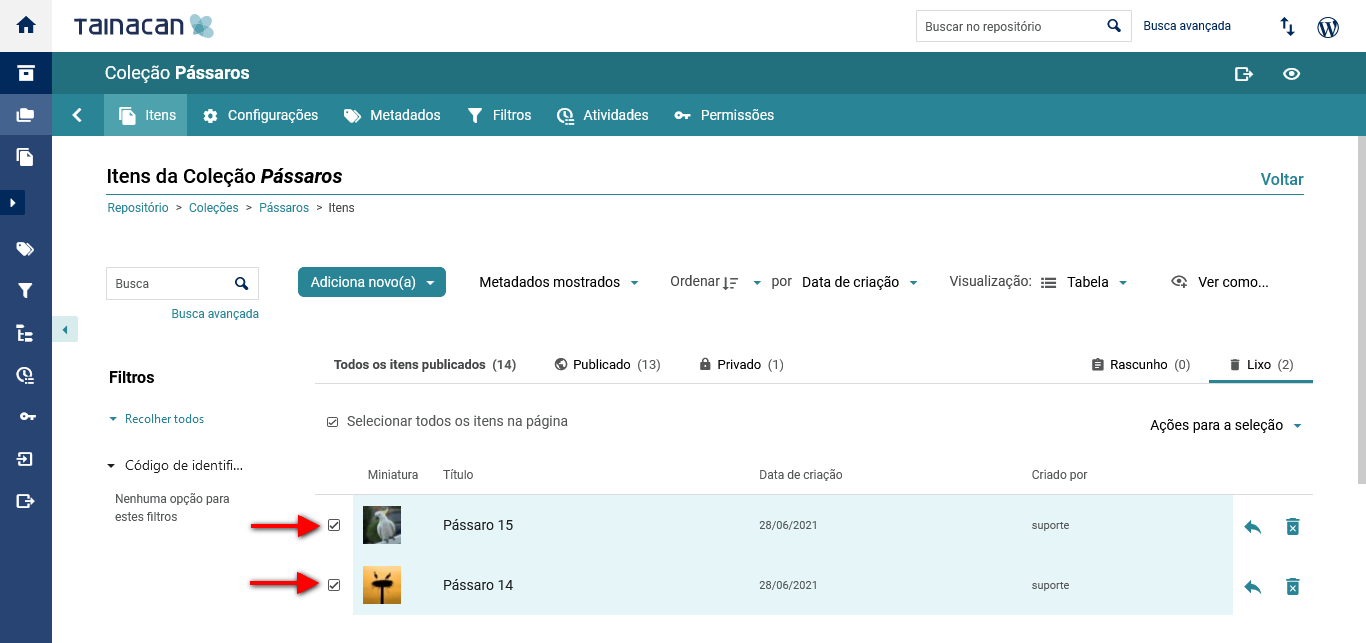 TAINACAN
Buscar no repositório
Busca avançada
Coleção Pássaros
Itens
Configurações
Metadados
Filtros
Atividades
Permissões
Itens da Coleção Pássaros
Voltar
Repositório > Coleções > Pássaros > Itens
Busca
Adiciona novo(a)
Metadados mostrados
Ordenar
por
Data de criação
Visualização:
Tabela
Ver como...
Busca avançada
Todos os itens publicados (14)
Publicado (13)
Privado (1)
Rascunho (0)
Lixo (2)
Filtros
Recolher todos
Código de identifi...
Nenhuma opção para
estes filtros
Selecionar todos os itens na página
Ações para a seleção
Miniatura Título Data de criação Criado por
Pássaro 15 28/06/2021 suporte
Pássaro 14 28/06/2021 suporte